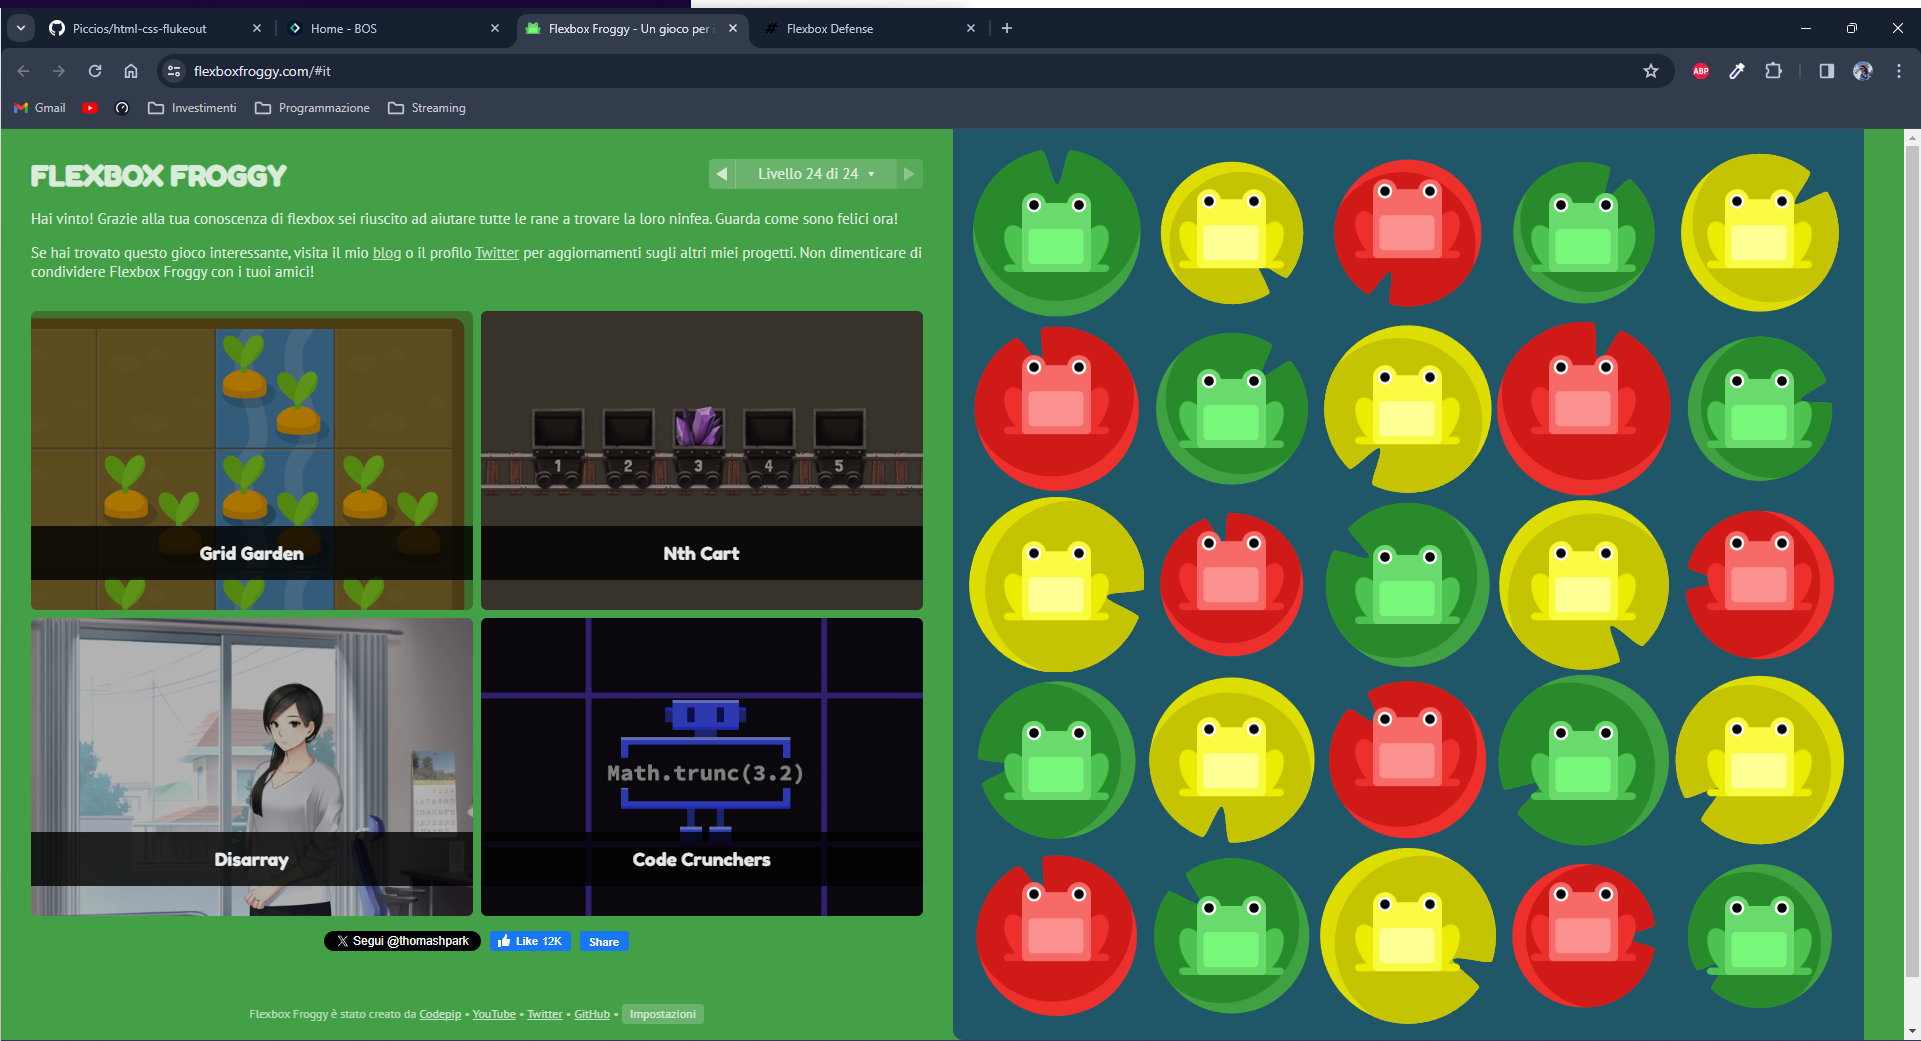 Piccios/html-css-flukeout
Home - BOS
Flexbox Froggy - Un gioco per i
Flexbox Defense
flexboxfroggy.com/#it
ABP
Gmail
Investimenti
Programmazione
Streaming
FLEXBOX FROGGY
Livello 24 di 24
Hai vinto! Grazie alla tua conoscenza di flexbox sei riuscito ad aiutare tutte le rane a trovare la loro ninfea. Guarda come sono felici ora!
Se hai trovato questo gioco interessante, visita il mio blog o il profilo Twitter per aggiornamenti sugli altri miei progetti. Non dimenticare di
condividere Flexbox Froggy con i tuoi amici!
1 2 3 4 5
Grid Garden
Nth Cart
Math.trunc(3.2)
Disarray
Code Crunchers
Segui @thomashpark
Like 12K
Share
Flexbox Froggy è stato creato da Codepip • YouTube • Twitter • GitHub • Impostazioni